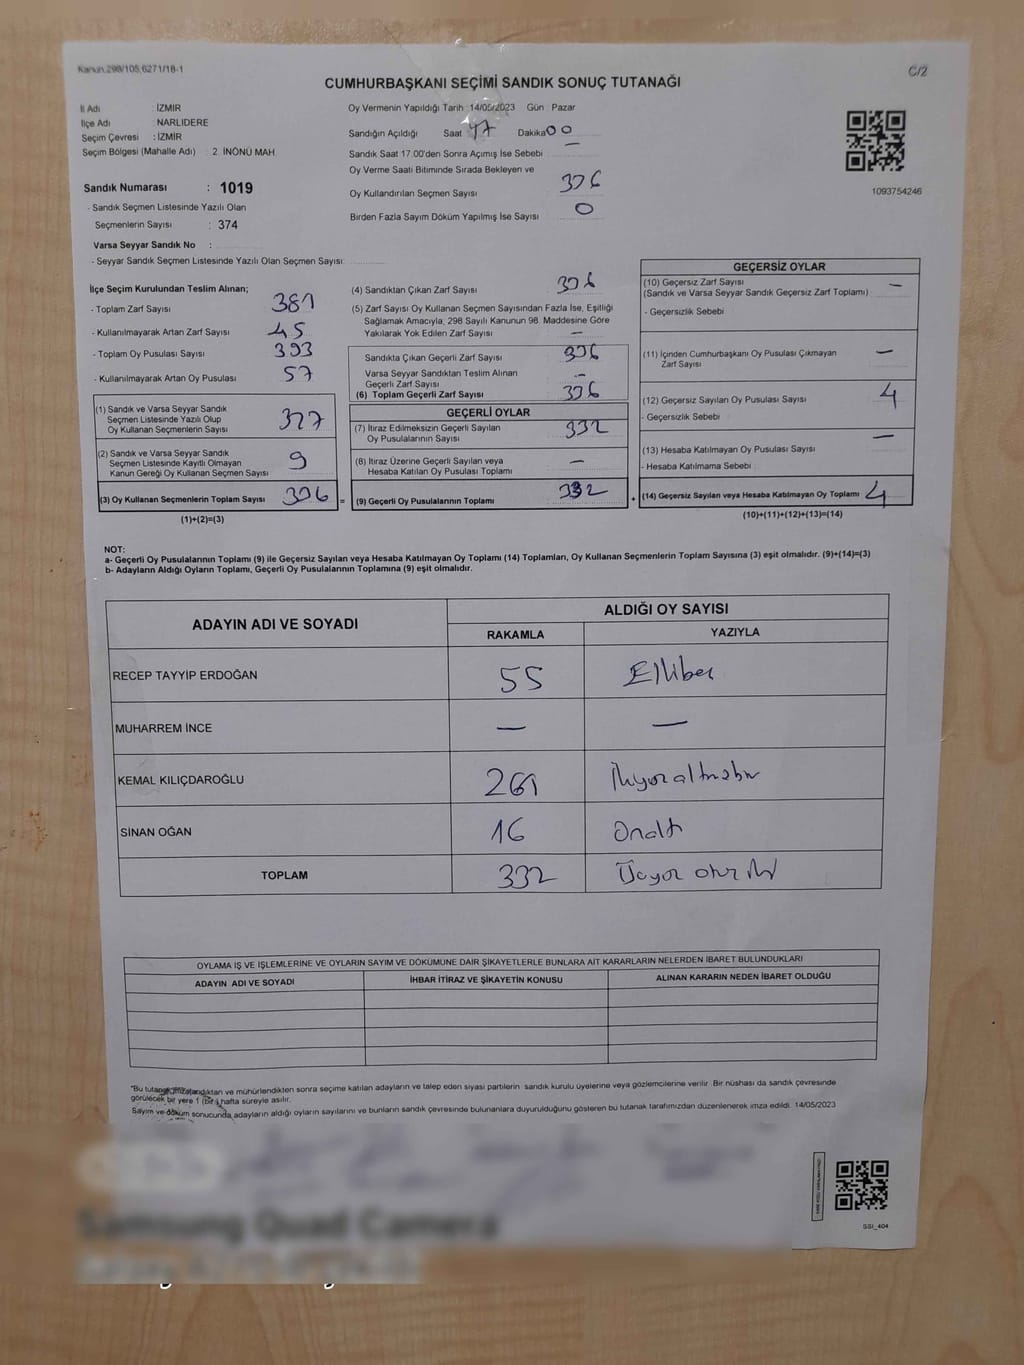 Kanun.298/105,6271/18-1
C/2
CUMHURBAŞKANI SEÇİMİ SANDIK SONUÇ TUTANAĞI
İl Adı : İZMİR
İlçe Adı : NARLIDERE
Seçim Çevresi : İZMİR
Seçim Bölgesi (Mahalle Adı) : 2. İNÖNÜ MAH.
Sandık Numarası : 1019
- Sandık Seçmen Listesinde Yazılı Olan
Seçmenlerin Sayısı : 374
Varsa Seyyar Sandık No :
- Seyyar Sandık Seçmen Listesinde Yazılı Olan Seçmen Sayısı:
Oy Vermenin Yapıldığı Tarih 14/05/2023 Gün Pazar
Sandığın Açıldığı Saat 17 Dakika 00
Sandık Saat 17.00'den Sonra Açımış İse Sebebi —
Oy Verme Saati Bitiminde Sırada Bekleyen ve
Oy Kullandırılan Seçmen Sayısı 336
Birden Fazla Sayım Döküm Yapılmış İse Sayısı 0
1093754246
İlçe Seçim Kurulundan Teslim Alınan;
- Toplam Zarf Sayısı 381
- Kullanılmayarak Artan Zarf Sayısı 45
- Toplam Oy Pusulası Sayısı 393
- Kullanılmayarak Artan Oy Pusulası 57
(1) Sandık ve Varsa Seyyar Sandık
Seçmen Listesinde Yazılı Olup
Oy Kullanan Seçmenlerin Sayısı 327
(2) Sandık ve Varsa Seyyar Sandık
Seçmen Listesinde Kayıtlı Olmayan
Kanun Gereği Oy Kullanan Seçmen Sayısı 9
(3) Oy Kullanan Seçmenlerin Toplam Sayısı 336 =
(1)+(2)=(3)
(4) Sandıktan Çıkan Zarf Sayısı 336
(5) Zarf Sayısı Oy Kullanan Seçmen Sayısından Fazla İse, Eşitliği
Sağlamak Amacıyla, 298 Sayılı Kanunun 98. Maddesine Göre
Yakılarak Yok Edilen Zarf Sayısı —
Sandıkta Çıkan Geçerli Zarf Sayısı 336
Varsa Seyyar Sandıktan Teslim Alınan
Geçerli Zarf Sayısı —
(6) Toplam Geçerli Zarf Sayısı 336
GEÇERLİ OYLAR
(7) İtiraz Edilmeksizin Geçerli Sayılan
Oy Pusulalarının Sayısı 332
(8) İtiraz Üzerine Geçerli Sayılan veya
Hesaba Katılan Oy Pusulası Toplamı —
(9) Geçerli Oy Pusulalarının Toplamı 332 +
GEÇERSİZ OYLAR
(10) Geçersiz Zarf Sayısı —
(Sandık ve Varsa Seyyar Sandık Geçersiz Zarf Toplamı)
- Geçersizlik Sebebi
(11) İçinden Cumhurbaşkanı Oy Pusulası Çıkmayan —
Zarf Sayısı
(12) Geçersiz Sayılan Oy Pusulası Sayısı 4
- Geçersizlik Sebebi
(13) Hesaba Katılmayan Oy Pusulası Sayısı —
- Hesaba Katılmama Sebebi
(14) Geçersiz Sayılan veya Hesaba Katılmayan Oy Toplamı 4
(10)+(11)+(12)+(13)=(14)
NOT:
a- Geçerli Oy Pusulalarının Toplamı (9) ile Geçersiz Sayılan veya Hesaba Katılmayan Oy Toplamı (14) Toplamları, Oy Kullanan Seçmenlerin Toplam Sayısına (3) eşit olmalıdır. (9)+(14)=(3)
b- Adayların Aldığı Oyların Toplamı, Geçerli Oy Pusulalarının Toplamına (9) eşit olmalıdır.
ADAYIN ADI VE SOYADI ALDIĞI OY SAYISI
RAKAMLA YAZIYLA
RECEP TAYYİP ERDOĞAN 55 Ellibeş
MUHARREM İNCE — —
KEMAL KILIÇDAROĞLU 261 İkiyüzaltmışbir
SİNAN OĞAN 16 Onaltı
TOPLAM 332 Üçyüz otuz iki
OYLAMA İŞ VE İŞLEMLERİNE VE OYLARIN SAYIM VE DÖKÜMÜNE DAİR ŞİKAYETLERLE BUNLARA AİT KARARLARIN NELERDEN İBARET BULUNDUKLARI
ADAYIN ADI VE SOYADI İHBAR İTİRAZ VE ŞİKAYETİN KONUSU ALINAN KARARIN NEDEN İBARET OLDUĞU
"Bu tutanak imzalandıktan ve mühürlendikten sonra seçime katılan adayların ve talep eden siyasi partilerin sandık kurulu üyelerine veya gözlemcilerine verilir. Bir nüshası da sandık çevresinde
görülecek bir yere 1 (bir) hafta süreyle asılır.
Sayım ve döküm sonucunda adayların aldığı oyların sayılarını ve bunların sandık çevresinde bulunanlara duyurulduğunu gösteren bu tutanak tarafımızdan düzenlenerek imza edildi. 14/05/2023
Samsung Quad Camera
SSI_404